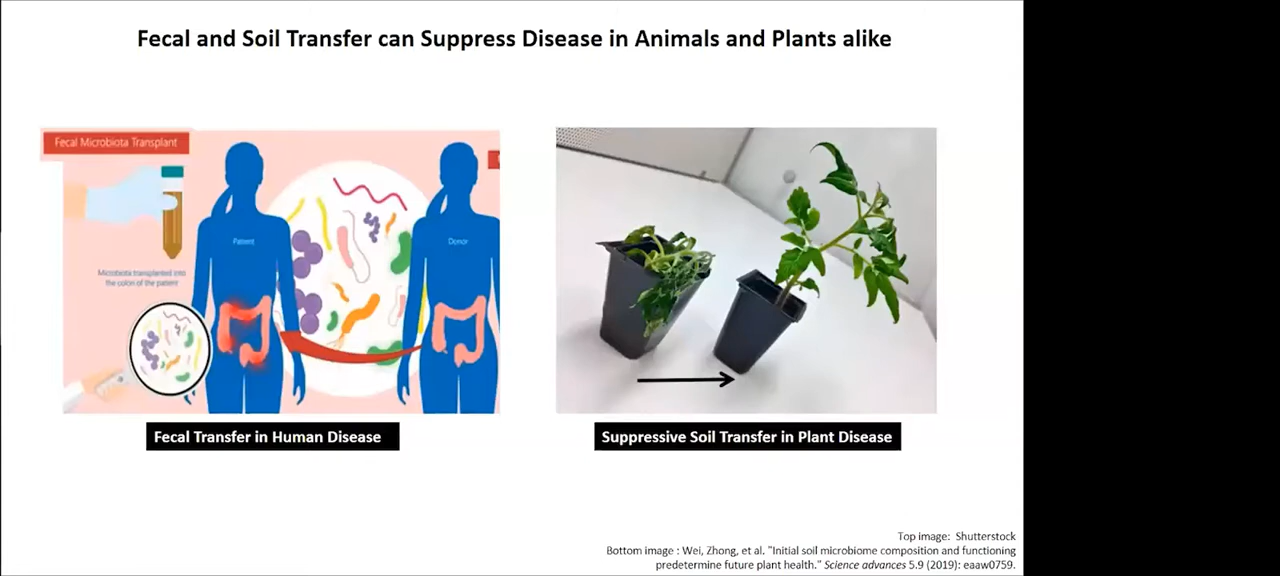 Fecal and Soil Transfer can Suppress Disease in Animals and Plants alike
Fecal Microbiota Transplant
Patient
Donor
Microbiota transplanted into
the colon of the patient
Fecal Transfer in Human Disease
Suppressive Soil Transfer in Plant Disease
Top image: Shutterstock
Bottom image : Wei, Zhong, et al. "Initial soil microbiome composition and functioning
predetermine future plant health." Science advances 5.9 (2019): eaaw0759.